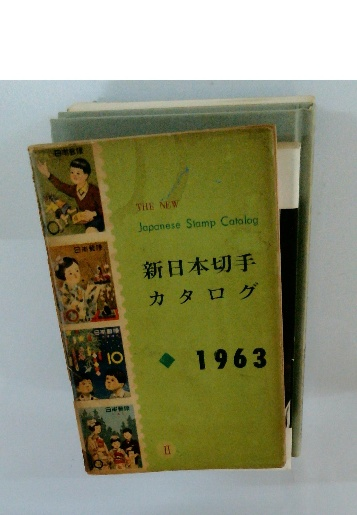 日本郵便
THE NEW
Japanese Stamp Catalog
日本郵便
新日本切手
カタログ
日本郵便
10
1963
日本郵便
II